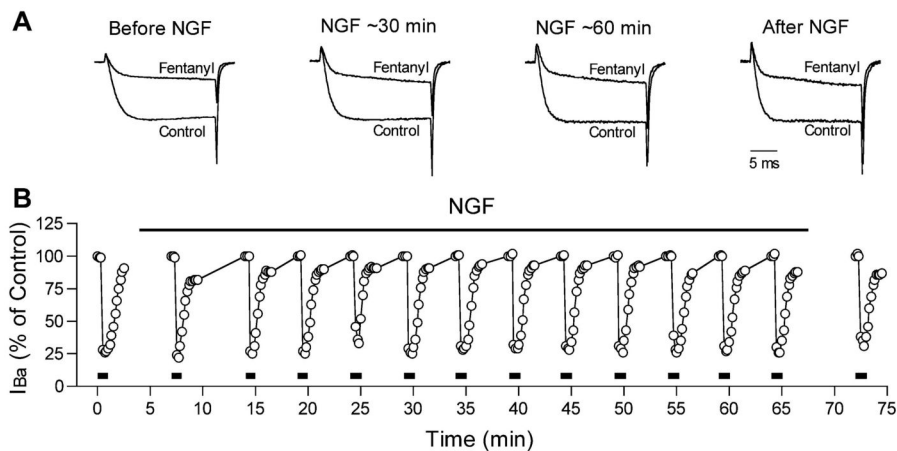 A
Before NGF NGF ~30 min NGF ~60 min After NGF
Fentanyl Fentanyl Fentanyl Fentanyl
Control Control Control Control
5 ms
B
NGF
125
100
75
50
25
0
IBa (% of Control)
0 5 10 15 20 25 30 35 40 45 50 55 60 65 70 75
Time (min)